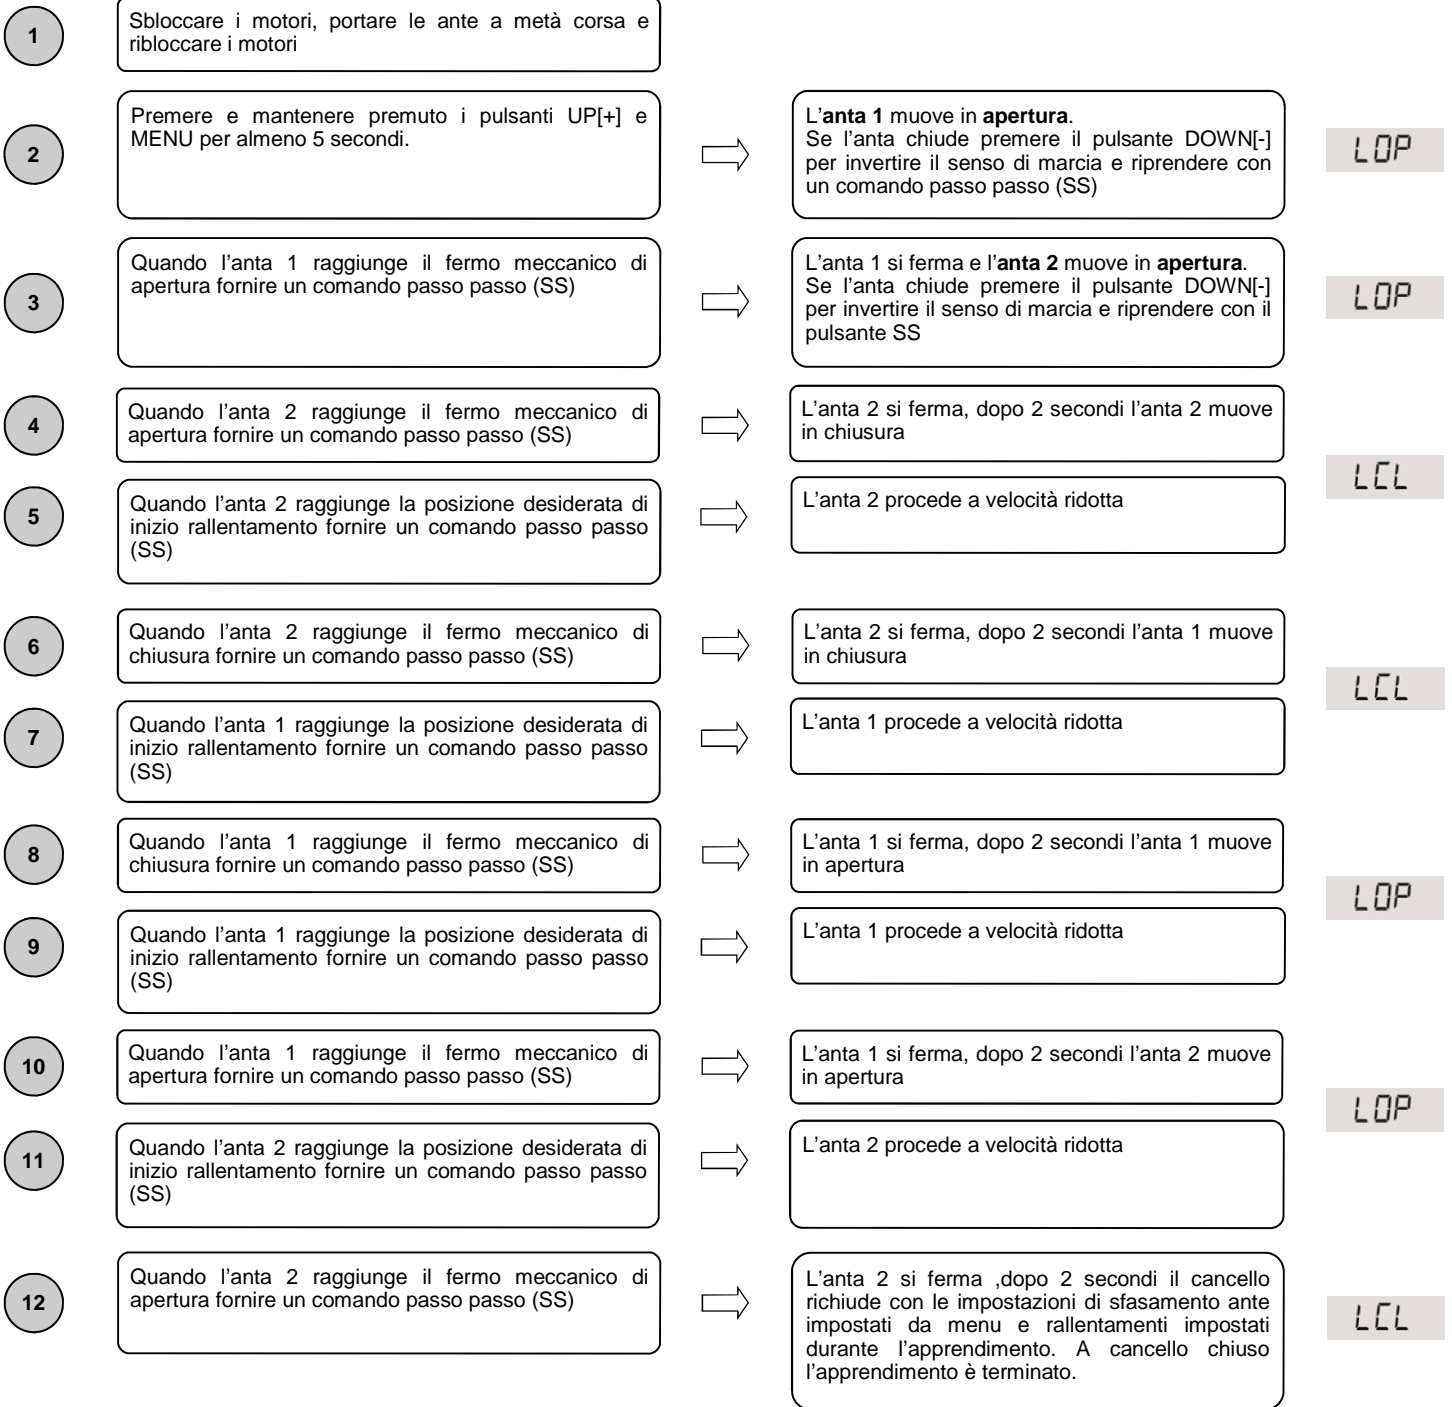 1
Sbloccare i motori, portare le ante a metà corsa e
ribloccare i motori
2
Premere e mantenere premuto i pulsanti UP[+] e
MENU per almeno 5 secondi.
L'anta 1 muove in apertura.
Se l'anta chiude premere il pulsante DOWN[-]
per invertire il senso di marcia e riprendere con
un comando passo passo (SS)
LOP
3
Quando l'anta 1 raggiunge il fermo meccanico di
apertura fornire un comando passo passo (SS)
L'anta 1 si ferma e l'anta 2 muove in apertura.
Se l'anta chiude premere il pulsante DOWN[-]
per invertire il senso di marcia e riprendere con il
pulsante SS
LOP
4
Quando l'anta 2 raggiunge il fermo meccanico di
apertura fornire un comando passo passo (SS)
L'anta 2 si ferma, dopo 2 secondi l'anta 2 muove
in chiusura
LCL
5
Quando l'anta 2 raggiunge la posizione desiderata di
inizio rallentamento fornire un comando passo passo
(SS)
L'anta 2 procede a velocità ridotta
6
Quando l'anta 2 raggiunge il fermo meccanico di
chiusura fornire un comando passo passo (SS)
L'anta 2 si ferma, dopo 2 secondi l'anta 1 muove
in chiusura
LCL
7
Quando l'anta 1 raggiunge la posizione desiderata di
inizio rallentamento fornire un comando passo passo
(SS)
L'anta 1 procede a velocità ridotta
8
Quando l'anta 1 raggiunge il fermo meccanico di
chiusura fornire un comando passo passo (SS)
L'anta 1 si ferma, dopo 2 secondi l'anta 1 muove
in apertura
LOP
9
Quando l'anta 1 raggiunge la posizione desiderata di
inizio rallentamento fornire un comando passo passo
(SS)
L'anta 1 procede a velocità ridotta
10
Quando l'anta 1 raggiunge il fermo meccanico di
apertura fornire un comando passo passo (SS)
L'anta 1 si ferma, dopo 2 secondi l'anta 2 muove
in apertura
LOP
11
Quando l'anta 2 raggiunge la posizione desiderata di
inizio rallentamento fornire un comando passo passo
(SS)
L'anta 2 procede a velocità ridotta
12
Quando l'anta 2 raggiunge il fermo meccanico di
apertura fornire un comando passo passo (SS)
L'anta 2 si ferma ,dopo 2 secondi il cancello
richiude con le impostazioni di sfasamento ante
impostati da menu e rallentamenti impostati
durante l'apprendimento. A cancello chiuso
l'apprendimento è terminato.
LCL